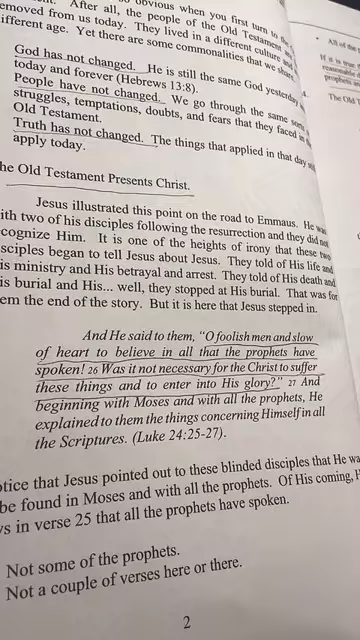 obvious when you first turn to the
After all, the people of the Old Testament
emoved from us today. They lived in a different culture and
ifferent age. Yet there are some commonalities that we share
God has not changed. He is still the same God yesterday
today and forever (Hebrews 13:8).
People have not changed. We go through the same
struggles, temptations, doubts, and fears that they faced in
Old Testament.
Truth has not changed. The things that applied in that day
apply today.
he Old Testament Presents Christ.
Jesus illustrated this point on the road to Emmaus. He was
ith two of his disciples following the resurrection and they did not
cognize Him. It is one of the heights of irony that these two
sciples began to tell Jesus about Jesus. They told of His life and
is ministry and His betrayal and arrest. They told of His death and
is burial and His... well, they stopped at His burial. That was for
em the end of the story. But it is here that Jesus stepped in.
And He said to them, "O foolish men and slow
of heart to believe in all that the prophets have
spoken! 26 Was it not necessary for the Christ to suffer
these things and to enter into His glory?" 27 And
beginning with Moses and with all the prophets, He
explained to them the things concerning Himself in all
the Scriptures. (Luke 24:25-27).
otice that Jesus pointed out to these blinded disciples that He wa
be found in Moses and with all the prophets. Of His coming, H
ys in verse 25 that all the prophets have spoken.
Not some of the prophets.
Not a couple of verses here or there.
2
All of the
If it is true
reasonable
prophets an
The Old